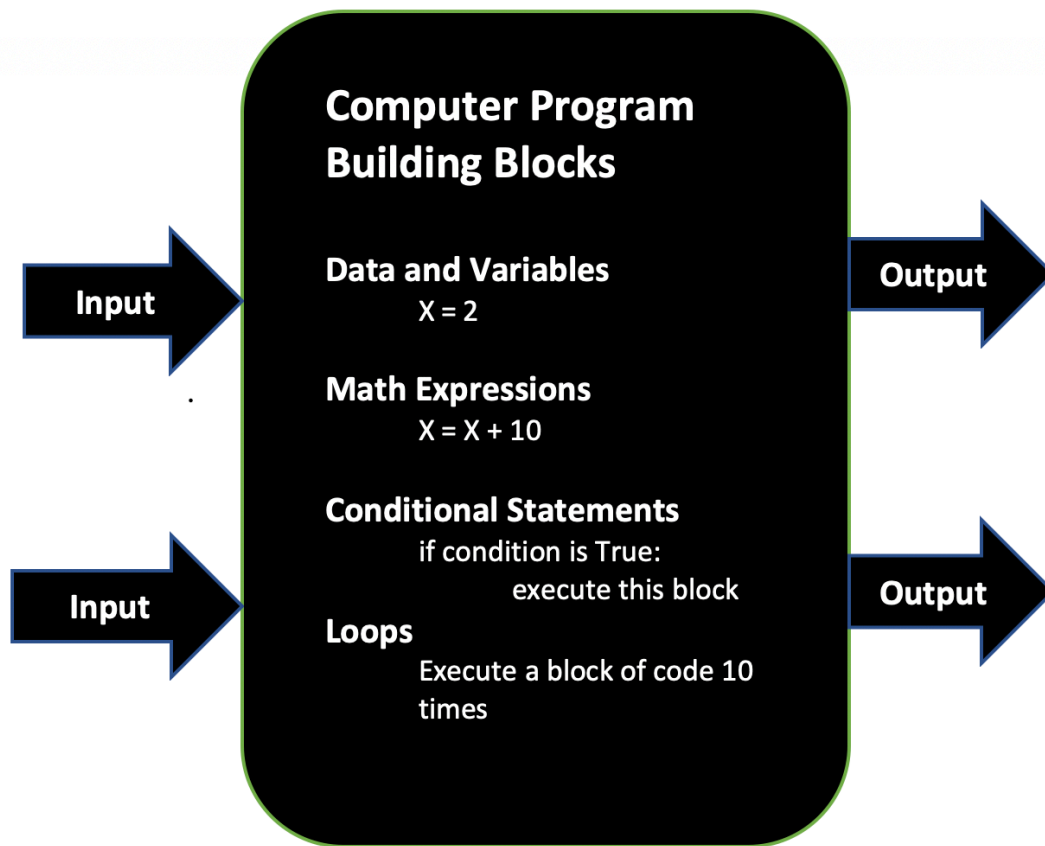 Computer Program
Building Blocks
Data and Variables
X = 2
Math Expressions
X = X + 10
Conditional Statements
if condition is True:
execute this block
Loops
Execute a block of code 10
times
Input
Input
Output
Output
.